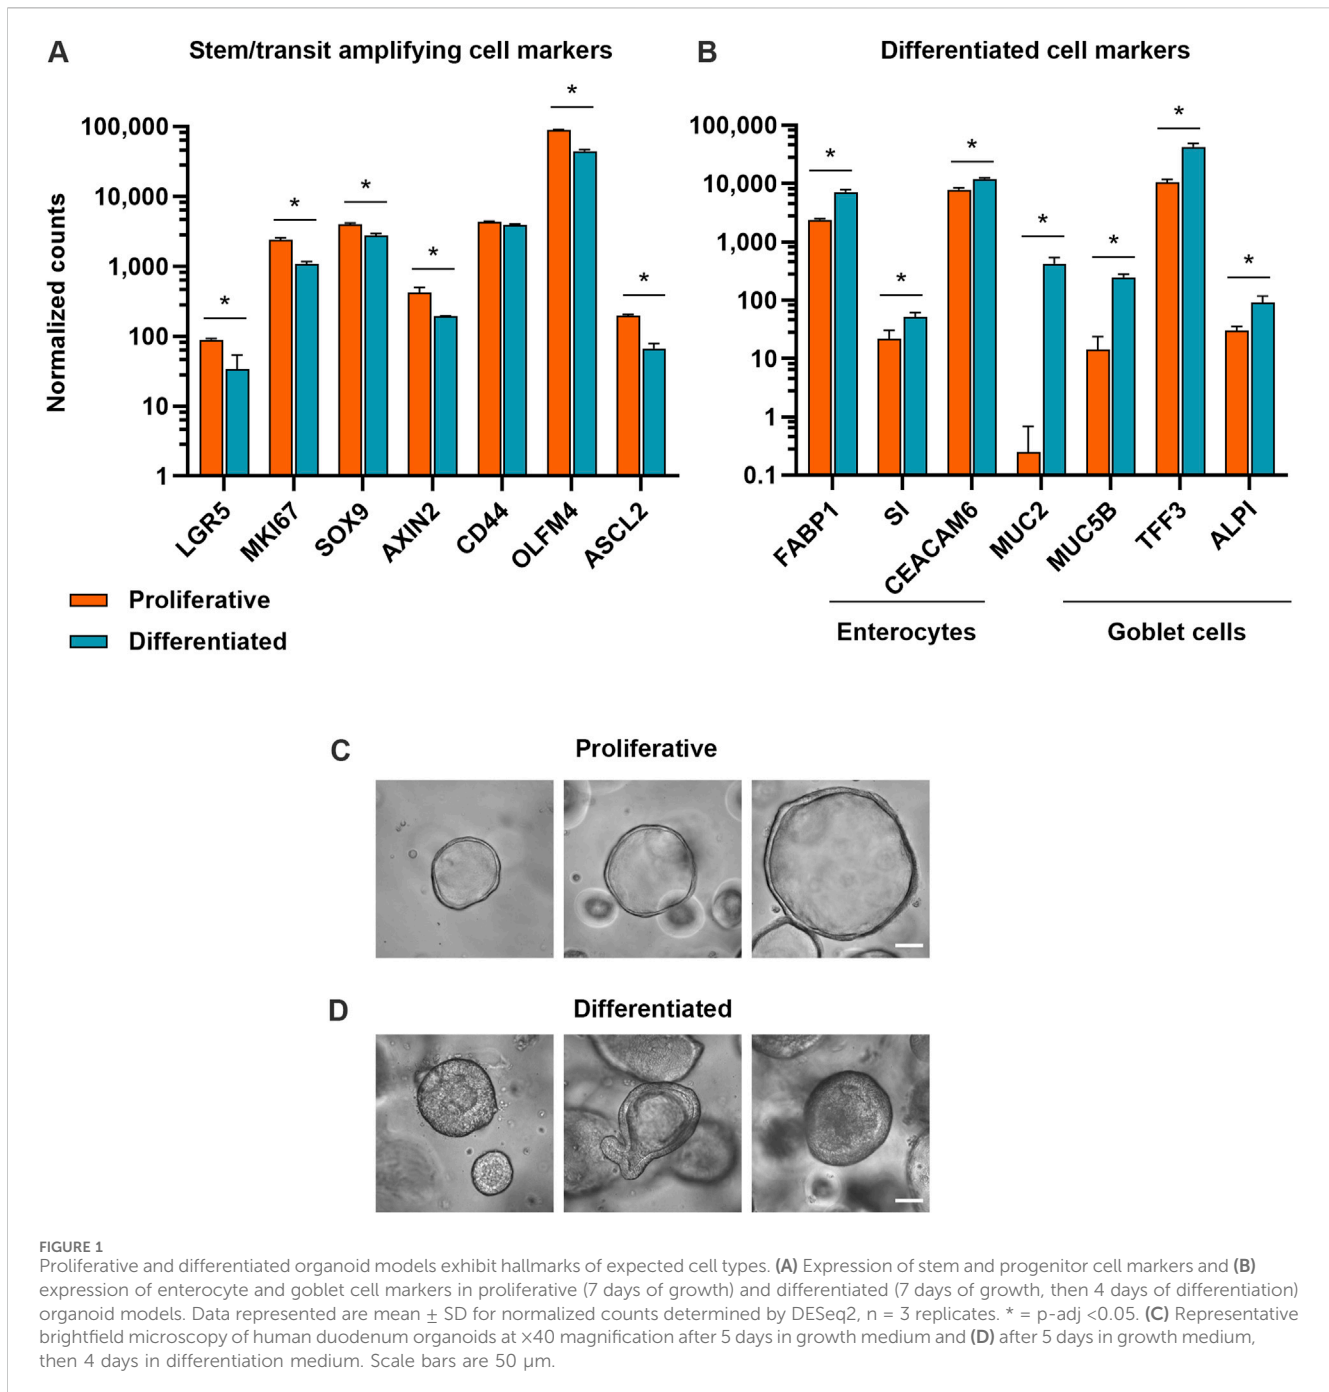 A
Stem/transit amplifying cell markers
Normalized counts
100,000
10,000
1,000
100
10
1
*
*
*
*
*
*
LGR5
MKI67
SOX9
AXIN2
CD44
OLFM4
ASCL2
Proliferative
Differentiated
B
Differentiated cell markers
100,000
10,000
1,000
100
10
1
0.1
*
*
*
*
*
*
*
FABP1
SI
CEACAM6
MUC2
MUC5B
TFF3
ALPI
Enterocytes
Goblet cells
C
Proliferative
D
Differentiated
FIGURE 1
Proliferative and differentiated organoid models exhibit hallmarks of expected cell types. (A) Expression of stem and progenitor cell markers and (B)
expression of enterocyte and goblet cell markers in proliferative (7 days of growth) and differentiated (7 days of growth, then 4 days of differentiation)
organoid models. Data represented are mean ± SD for normalized counts determined by DESeq2, n = 3 replicates. * = p-adj <0.05. (C) Representative
brightfield microscopy of human duodenum organoids at ×40 magnification after 5 days in growth medium and (D) after 5 days in growth medium,
then 4 days in differentiation medium. Scale bars are 50 μm.